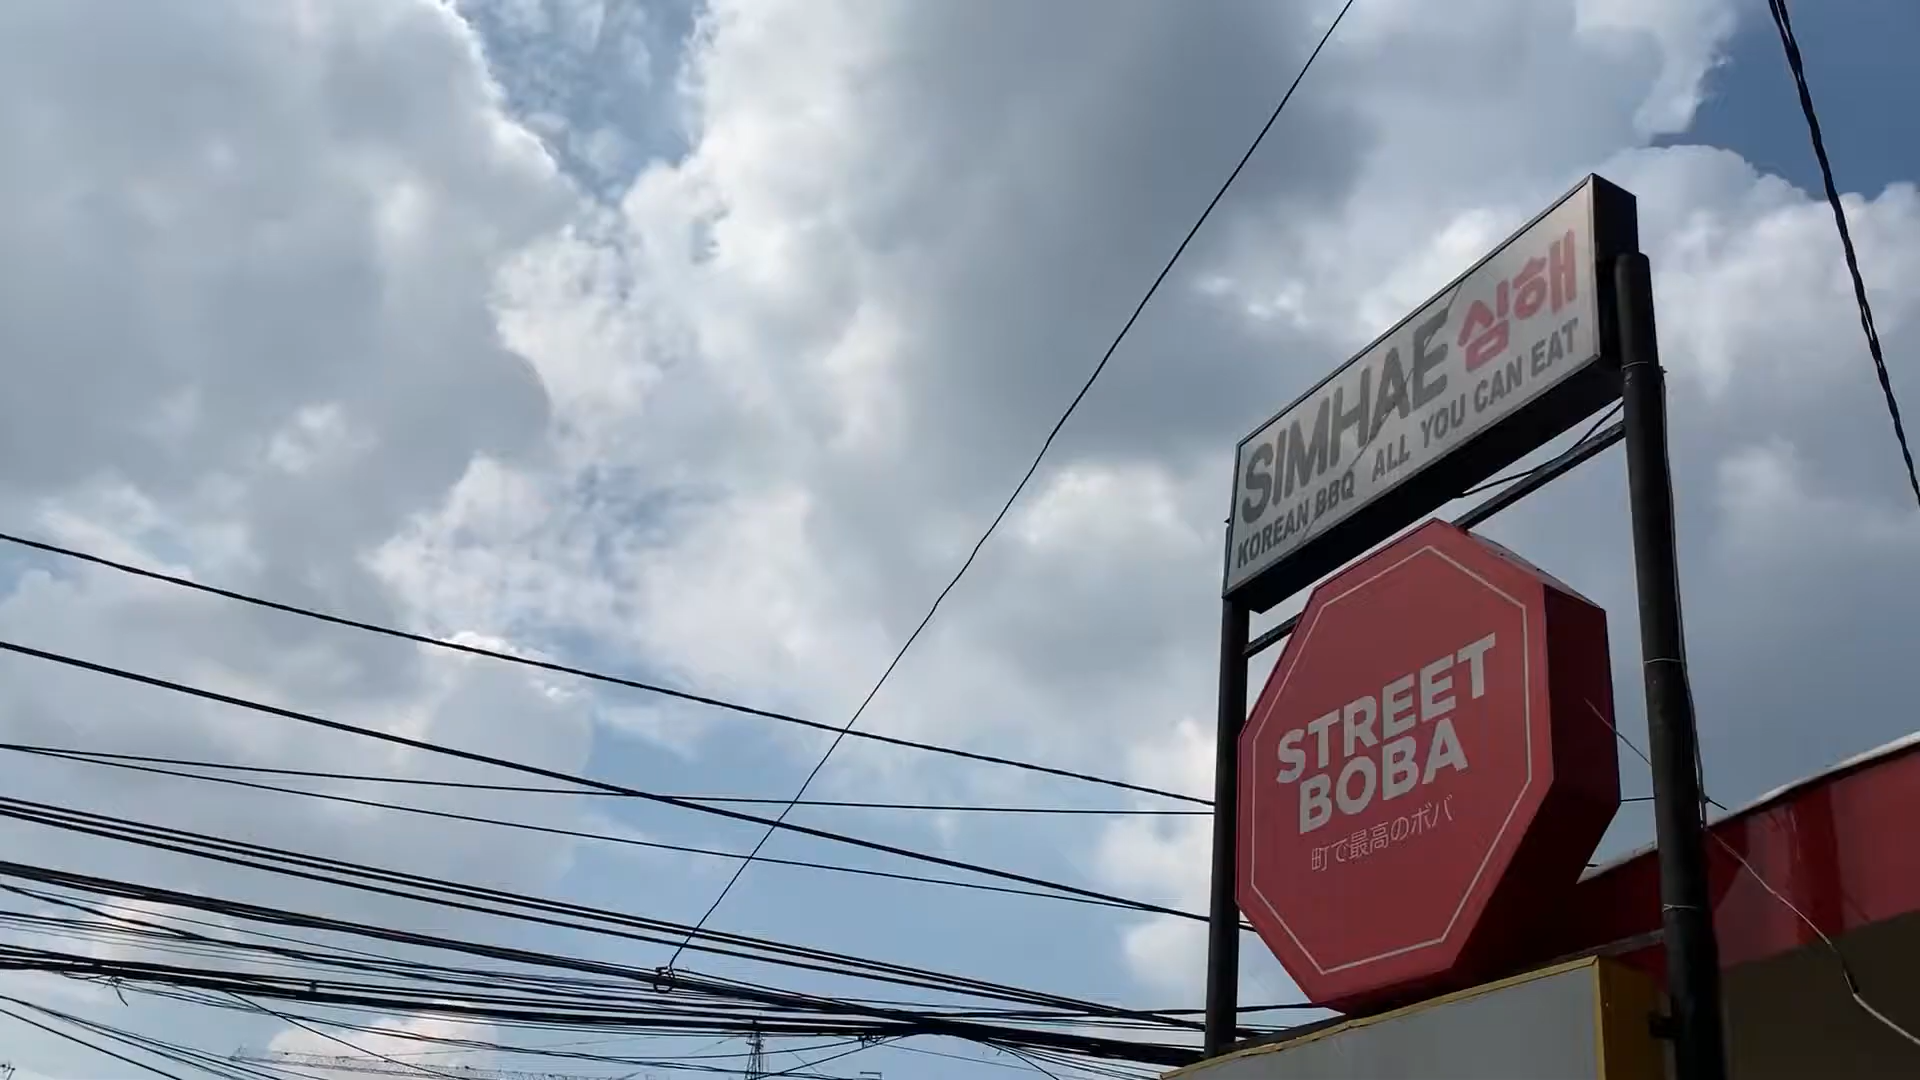 SIMHAE 심해
KOREAN BBQ ALL YOU CAN EAT
STREET
BOBA
町で最高のボバ